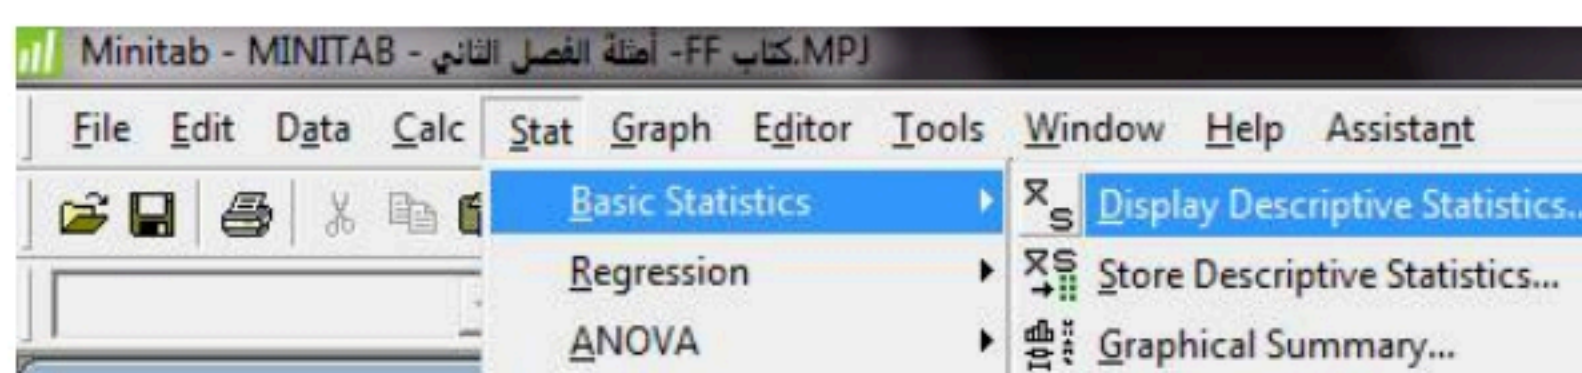 Minitab - MINITAB - أمثلة الفصل الثاني -FF كتاب.MPJ
File Edit Data Calc Stat Graph Editor Tools Window Help Assistant
Basic Statistics
Display Descriptive Statistics...
Regression
Store Descriptive Statistics...
ANOVA
Graphical Summary...